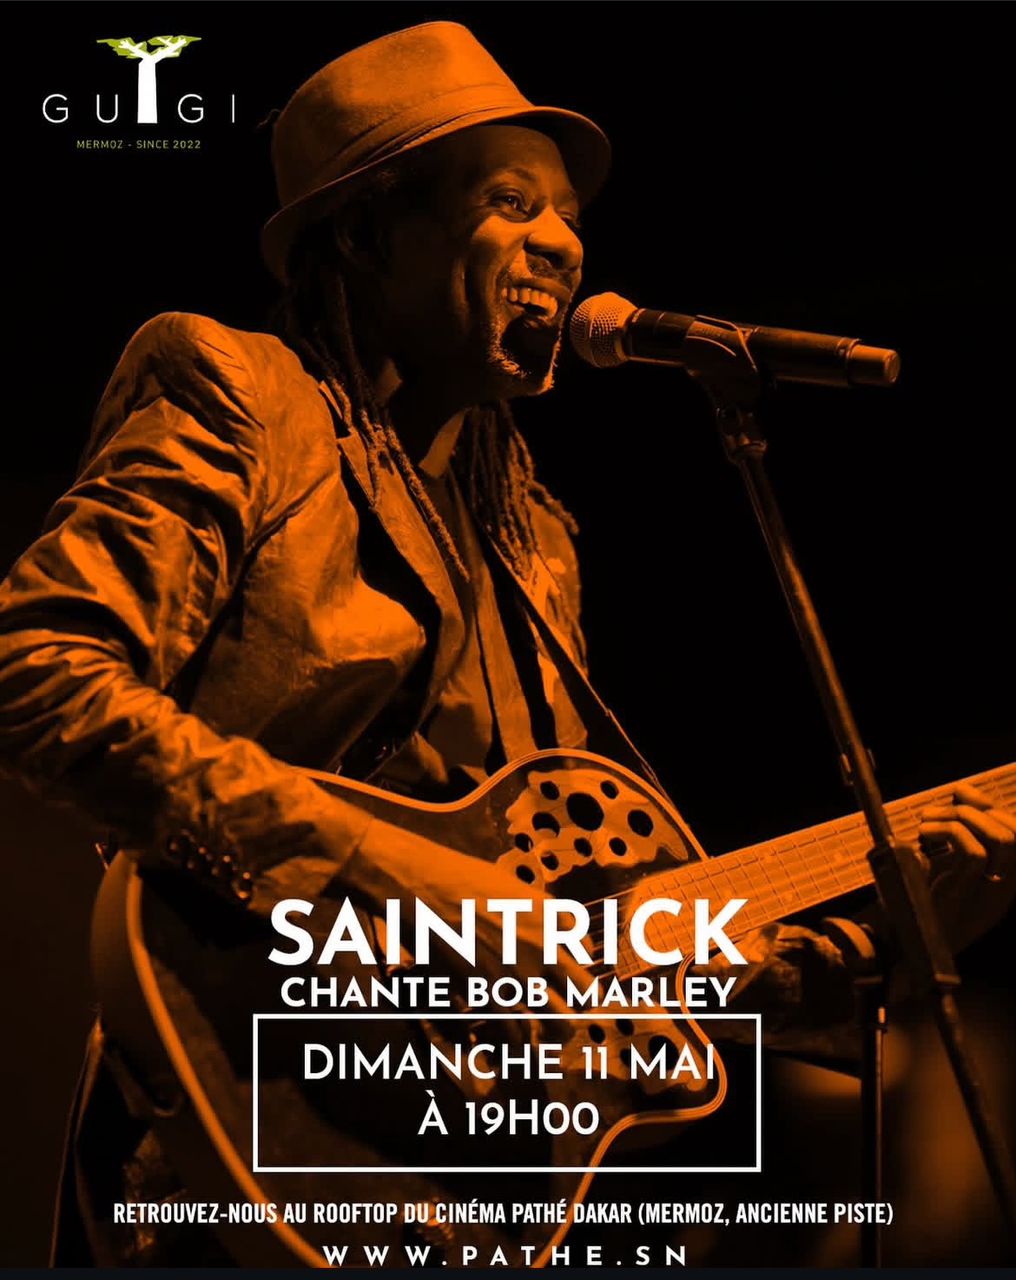 GUYGI
MERMOZ - SINCE 2022
SAINTRICK
CHANTE BOB MARLEY
DIMANCHE 11 MAI
À 19H00
RETROUVEZ-NOUS AU ROOFTOP DU CINÉMA PATHÉ DAKAR (MERMOZ, ANCIENNE PISTE)
WWW.PATHE.SN